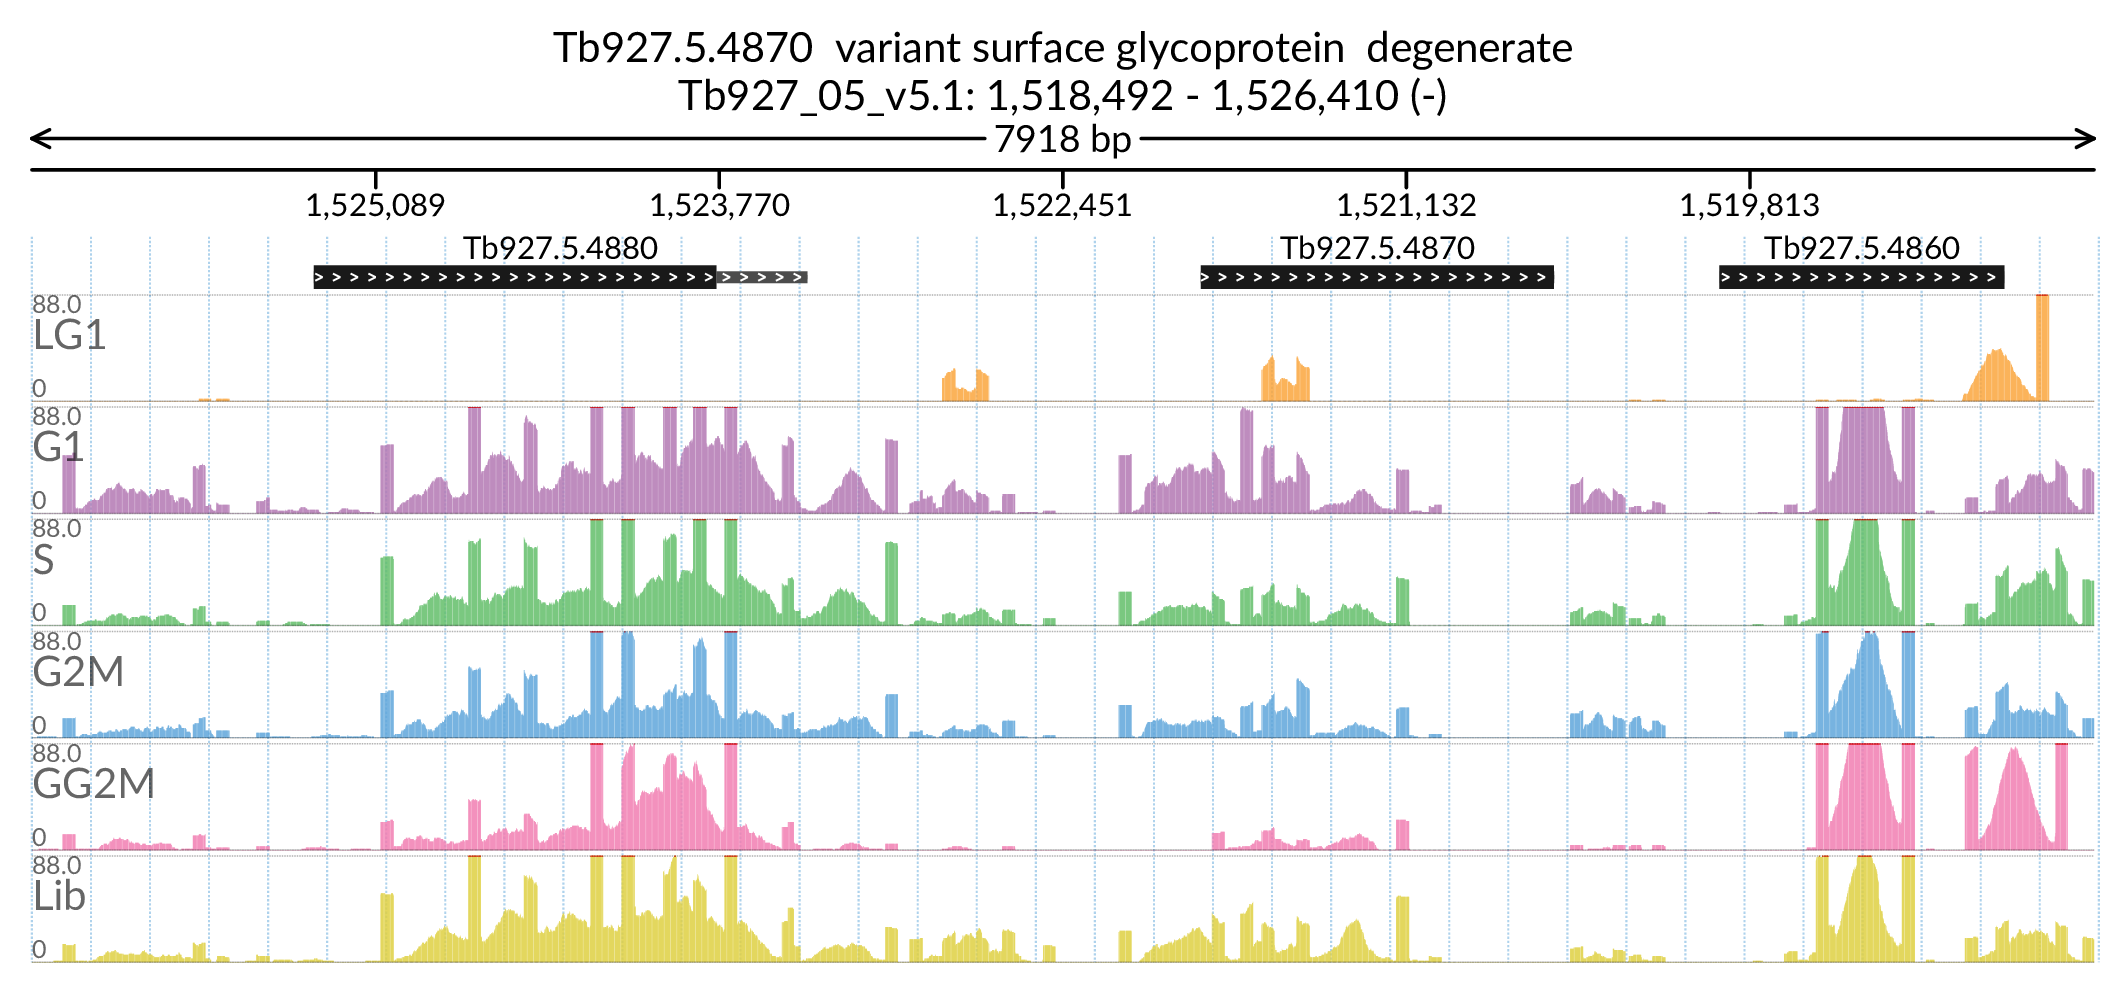 Tb927.5.4870 variant surface glycoprotein degenerate
Tb927_05_v5.1: 1,518,492 - 1,526,410 (-)
7918 bp
1,525,089 1,523,770 1,522,451 1,521,132 1,519,813
Tb927.5.4880 Tb927.5.4870 Tb927.5.4860
88.0
LG1
0
88.0
G1
0
88.0
S
0
88.0
G2M
0
88.0
GG2M
0
88.0
Lib
0